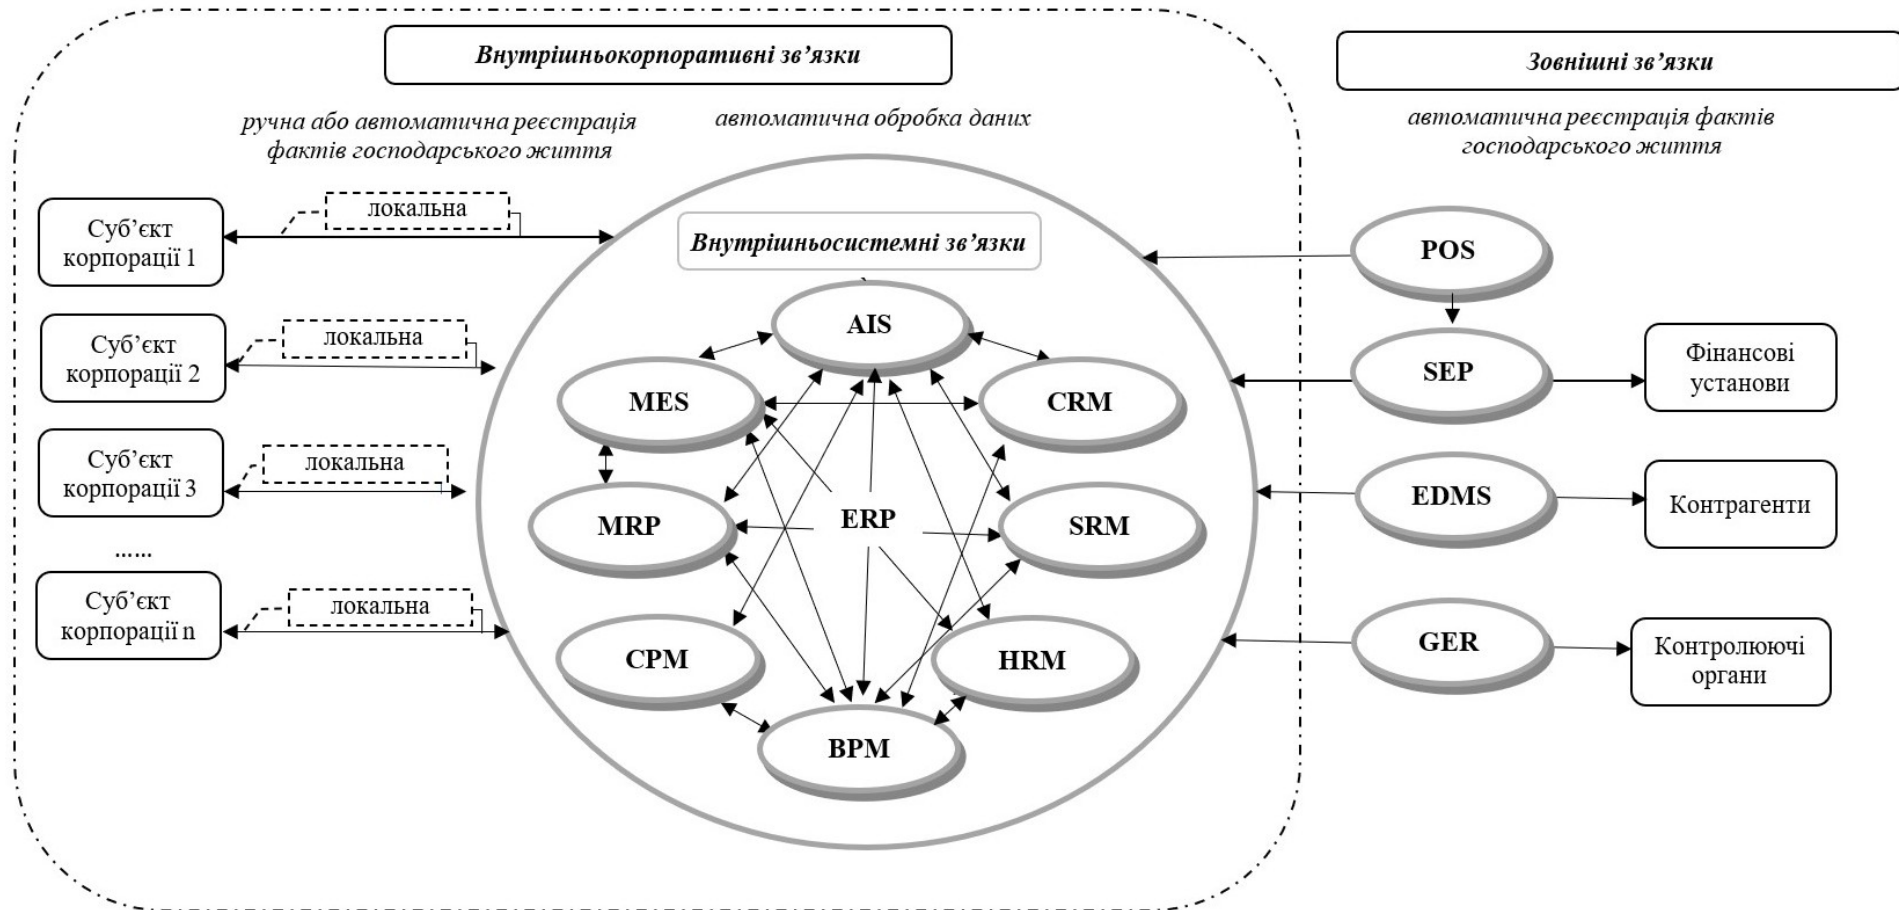 Внутрішньокорпоративні зв’язки
Зовнішні зв’язки
ручна або автоматична реєстрація
фактів господарського життя
автоматична обробка даних
автоматична реєстрація фактів
господарського життя
Суб’єкт
корпорації 1
локальна
Суб’єкт
корпорації 2
локальна
Суб’єкт
корпорації 3
локальна
......
Суб’єкт
корпорації n
локальна
Внутрішньосистемні зв’язки
AIS
MES
CRM
MRP
ERP
SRM
CPM
HRM
BPM
POS
SEP
Фінансові
установи
EDMS
Контрагенти
GER
Контролюючі
органи